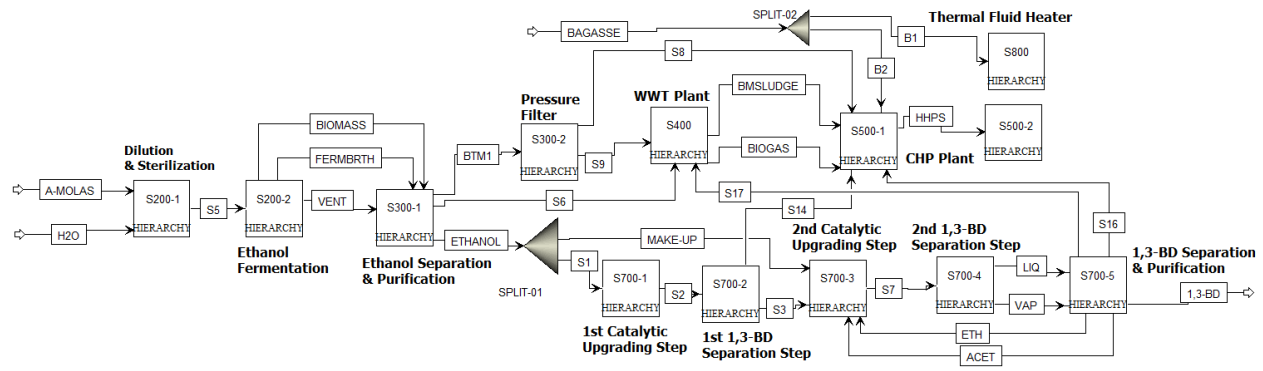 SPLIT-02
Thermal Fluid Heater
BAGASSE
B1
S800
HIERARCHY
S8
B2
WWT Plant
BMSLUDGE
Pressure
Filter
HHPS
BIOMASS
S300-2
HIERARCHY
S400
HIERARCHY
S500-1
HIERARCHY
S500-2
HIERARCHY
CHP Plant
Dilution
& Sterilization
FERMBRTH
BTM1
S9
BIOGAS
A-MOLAS
S200-1
HIERARCHY
S5
S200-2
HIERARCHY
VENT
S300-1
HIERARCHY
S6
S17
S14
S16
H2O
ETHANOL
MAKE-UP
2nd Catalytic
Upgrading Step
2nd 1,3-BD
Separation Step
1,3-BD Separation
& Purification
Ethanol
Fermentation
Ethanol Separation
& Purification
S1
SPLIT-01
S700-1
HIERARCHY
S2
S700-2
HIERARCHY
S3
S700-3
HIERARCHY
S7
S700-4
HIERARCHY
LIQ
VAP
S700-5
HIERARCHY
1,3-BD
1st Catalytic
Upgrading Step
1st 1,3-BD
Separation Step
ETH
ACET